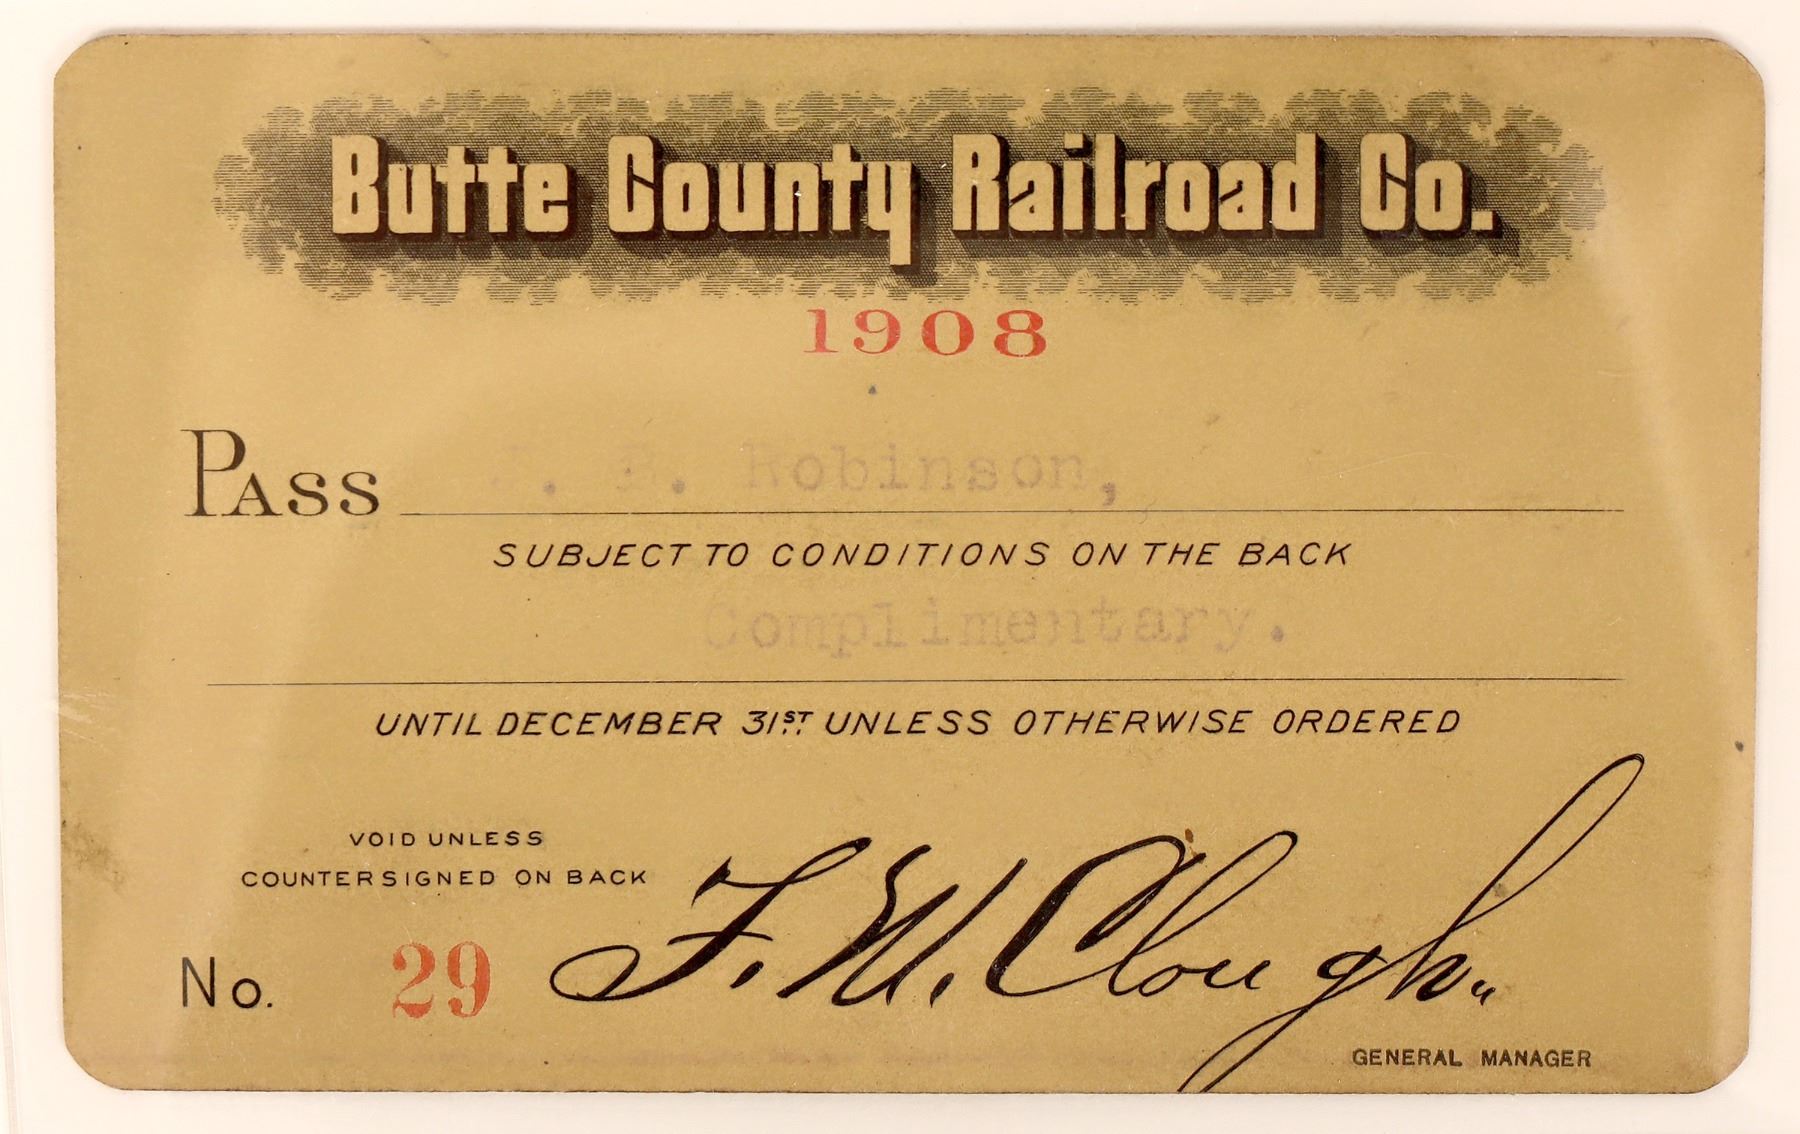 Butte County Railroad Co.
1908
PASS Robinson,
SUBJECT TO CONDITIONS ON THE BACK
Complimentary.
UNTIL DECEMBER 31ST UNLESS OTHERWISE ORDERED
VOID UNLESS
COUNTERSIGNED ON BACK
No. 29 F. W. Clough.
GENERAL MANAGER